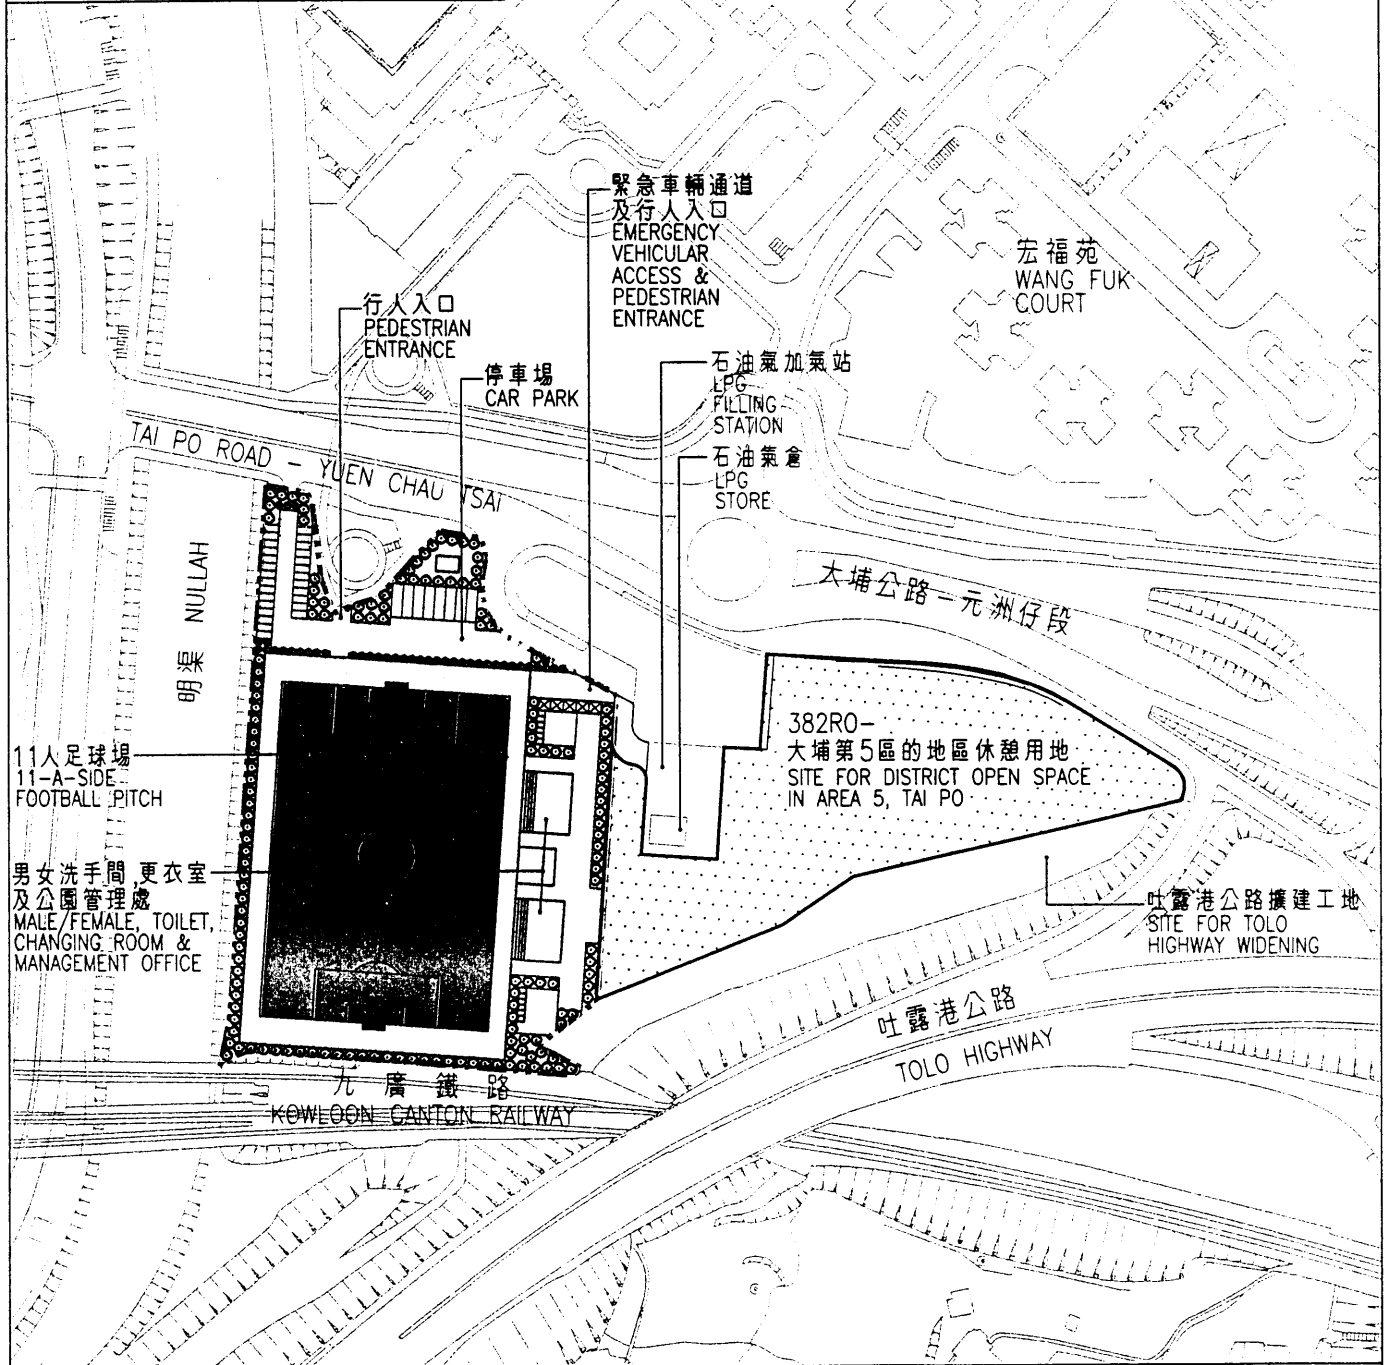 緊急車輛通道
及行人入口
EMERGENCY
VEHICULAR
ACCESS &
PEDESTRIAN
ENTRANCE
宏福苑
WANG FUK
COURT
行人入口
PEDESTRIAN
ENTRANCE
停車場
CAR PARK
石油氣加氣站
LPG
FILLING
STATION
石油氣倉
LPG
STORE
TAI PO ROAD - YUEN CHAU TSAI
大埔公路－元洲仔段
明渠 NULLAH
382RO-
大埔第5區的地區休憩用地
SITE FOR DISTRICT OPEN SPACE
IN AREA 5, TAI PO
11人足球場
11-A-SIDE
FOOTBALL PITCH
男女洗手間,更衣室
及公園管理處
MALE/FEMALE, TOILET,
CHANGING ROOM &
MANAGEMENT OFFICE
吐露港公路擴建工地
SITE FOR TOLO
HIGHWAY WIDENING
吐露港公路
TOLO HIGHWAY
九廣鐵路
KOWLOON CANTON RAILWAY